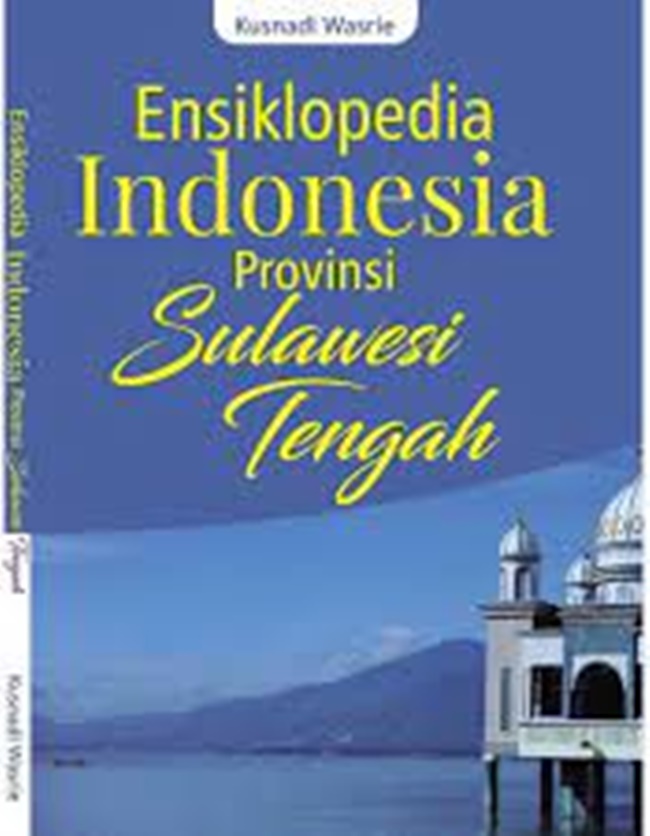 Kusnadi Wasrie
Ensiklopedia
Indonesia
Provinsi
Sulawesi
Tengah
Ensiklopedia Indonesia Provinsi Sulawesi Tengah
Kusnadi Wasrie